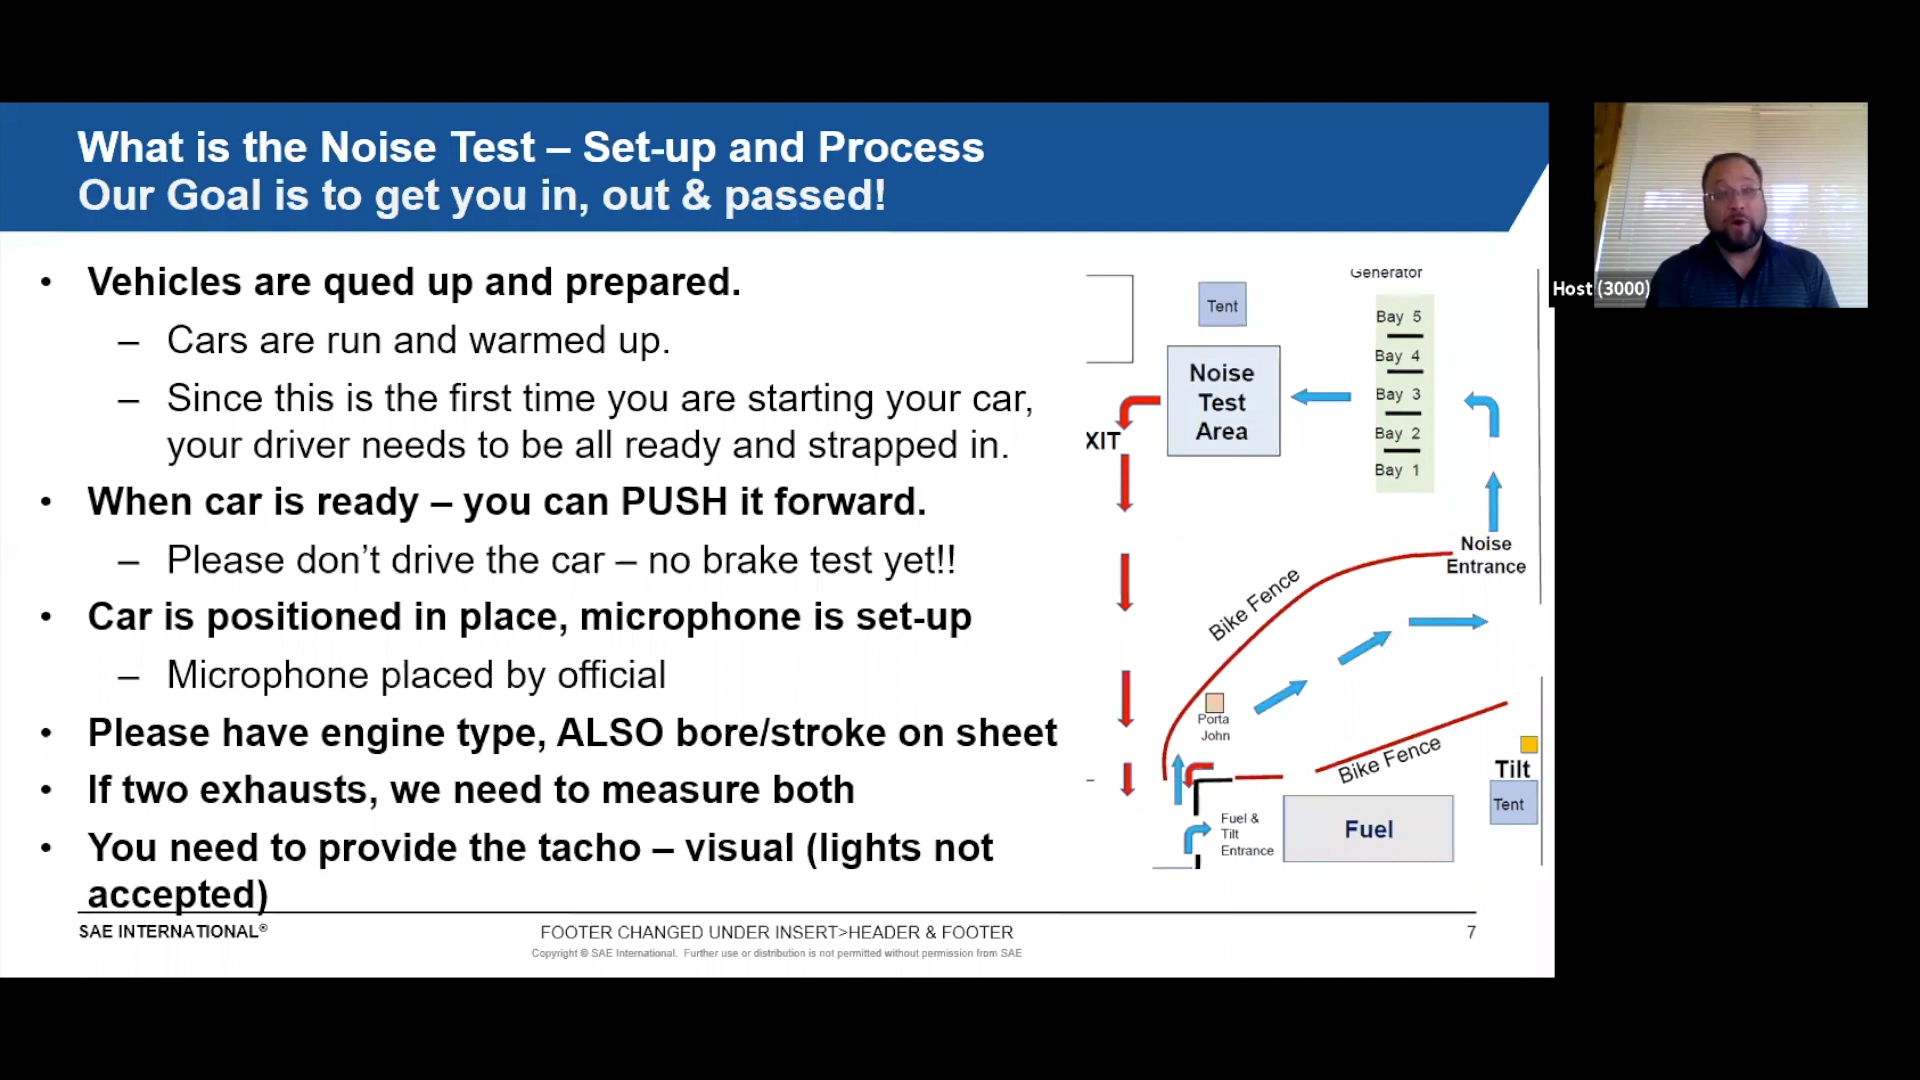 What is the Noise Test – Set-up and Process
Our Goal is to get you in, out & passed!
• Vehicles are qued up and prepared.
– Cars are run and warmed up.
– Since this is the first time you are starting your car,
your driver needs to be all ready and strapped in.
• When car is ready – you can PUSH it forward.
– Please don’t drive the car – no brake test yet!!
• Car is positioned in place, microphone is set-up
– Microphone placed by official
• Please have engine type, ALSO bore/stroke on sheet
• If two exhausts, we need to measure both
• You need to provide the tacho – visual (lights not
accepted)
Generator
Tent
Bay 5
Bay 4
Bay 3
Bay 2
Bay 1
Noise
Test
Area
XIT
Noise
Entrance
Bike Fence
Porta
John
Bike Fence
Tilt
Tent
Fuel &
Tilt
Entrance
Fuel
SAE INTERNATIONAL®
FOOTER CHANGED UNDER INSERT>HEADER & FOOTER
7
Copyright © SAE International. Further use or distribution is not permitted without permission from SAE
Host (3000)